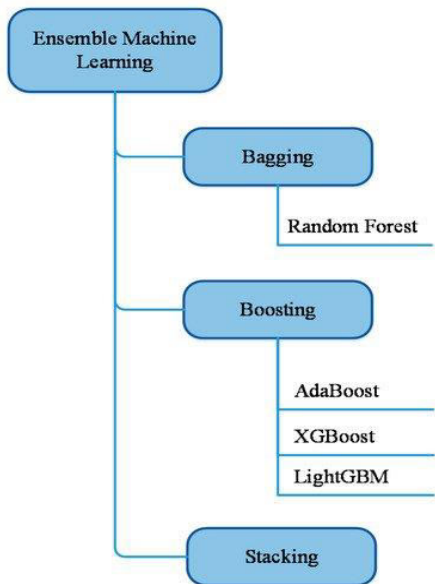 Ensemble Machine
Learning
Bagging
Random Forest
Boosting
AdaBoost
XGBoost
LightGBM
Stacking